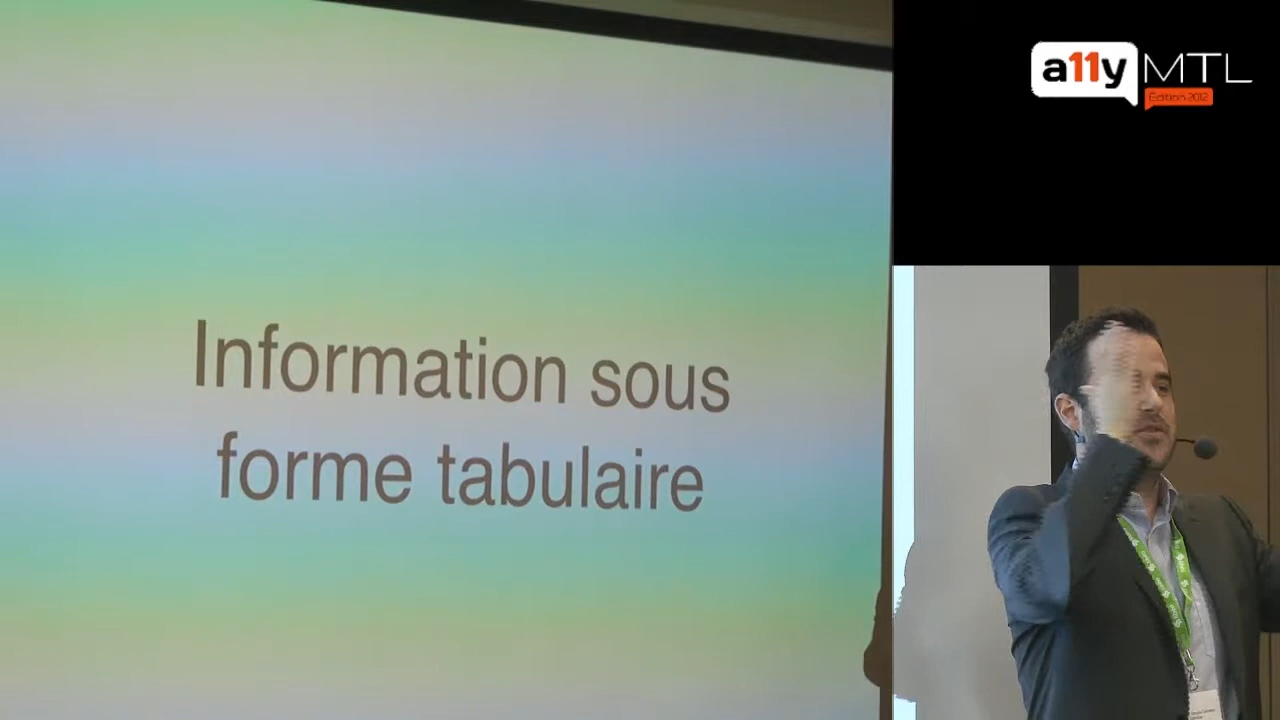 Information sous
forme tabulaire
a11y MTL
Édition 2012